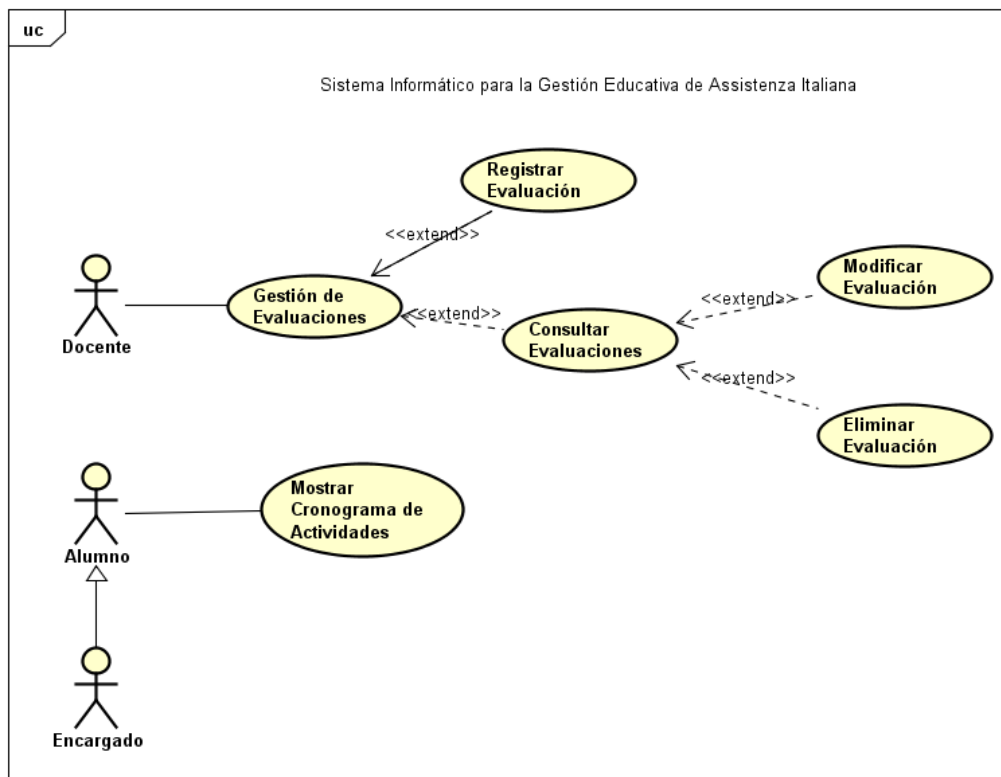 uc
Sistema Informático para la Gestión Educativa de Assistenza Italiana
Registrar
Evaluación
<<extend>>
Modificar
Evaluación
Gestión de
Evaluaciones
<<extend>>
Consultar
Evaluaciones
<<extend>>
Docente
<<extend>>
Eliminar
Evaluación
Mostrar
Cronograma de
Actividades
Alumno
Encargado